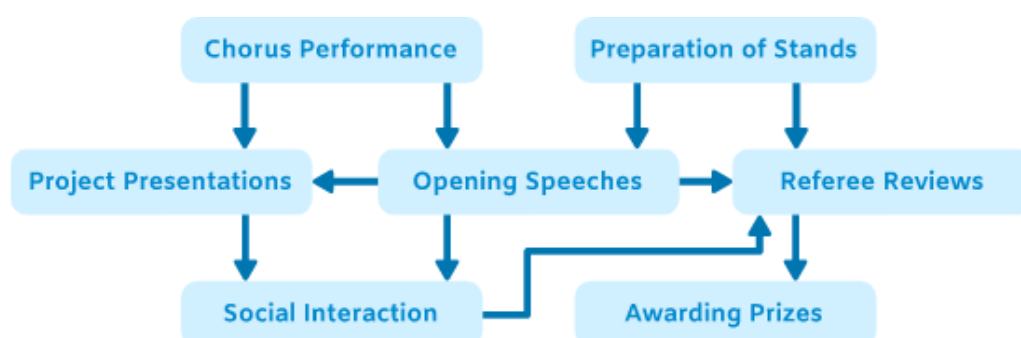 Chorus Performance
Preparation of Stands
Project Presentations
Opening Speeches
Referee Reviews
Social Interaction
Awarding Prizes